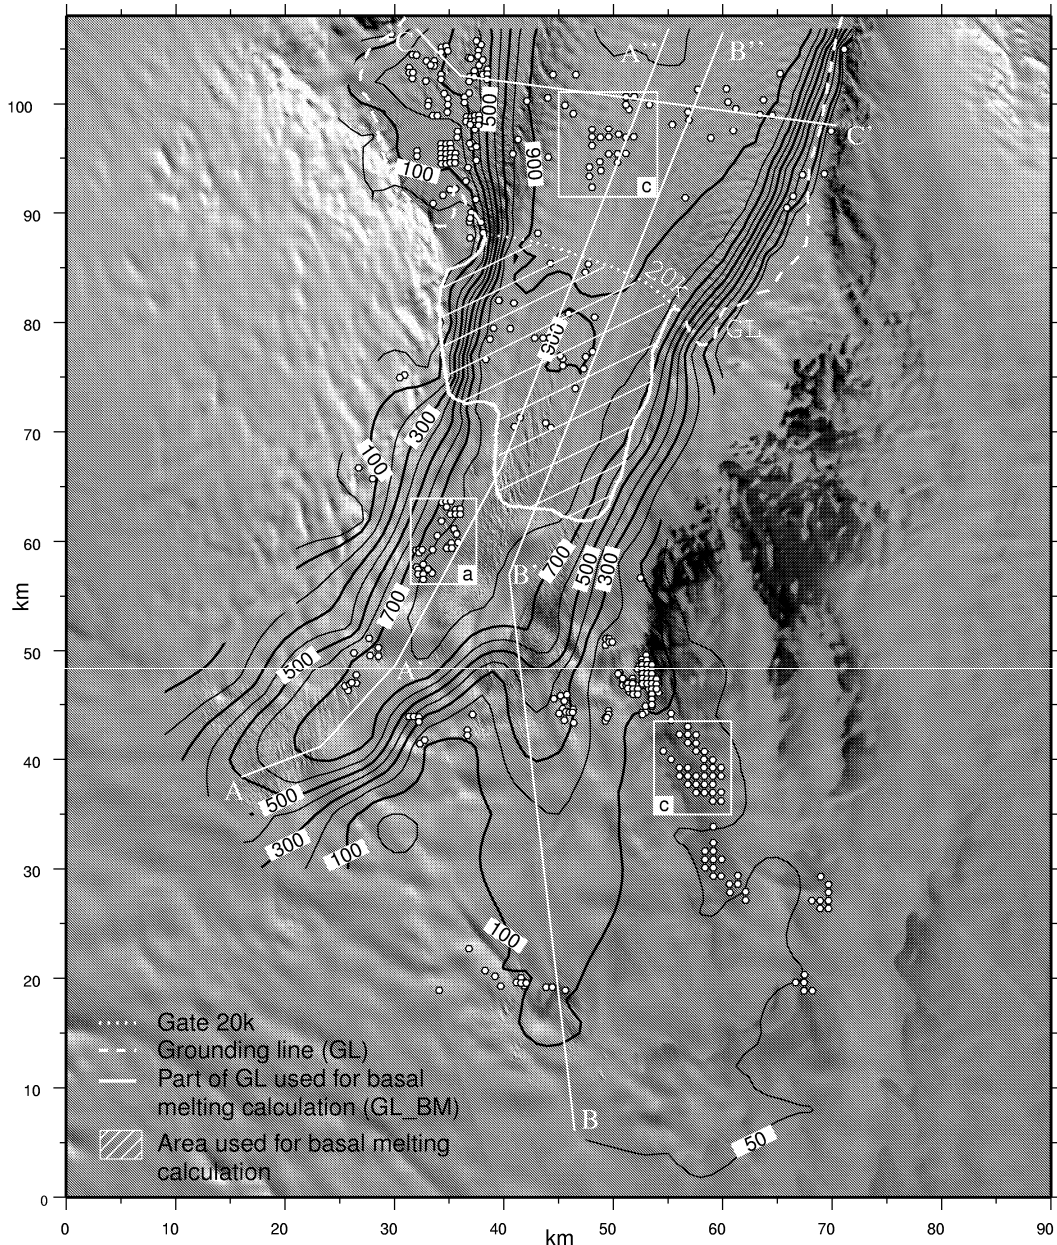 C
A''
B''
100
500
600
C'
c
100
90
20k
GL
80
900
70
300
100
60
a
700
500
300
B'
km
700
50
500
A'
40
A
500
c
300
100
30
100
20
Gate 20k
Grounding line (GL)
Part of GL used for basal
melting calculation (GL_BM)
Area used for basal melting
calculation
10
B
50
0
0 10 20 30 40 50 60 70 80 90
km